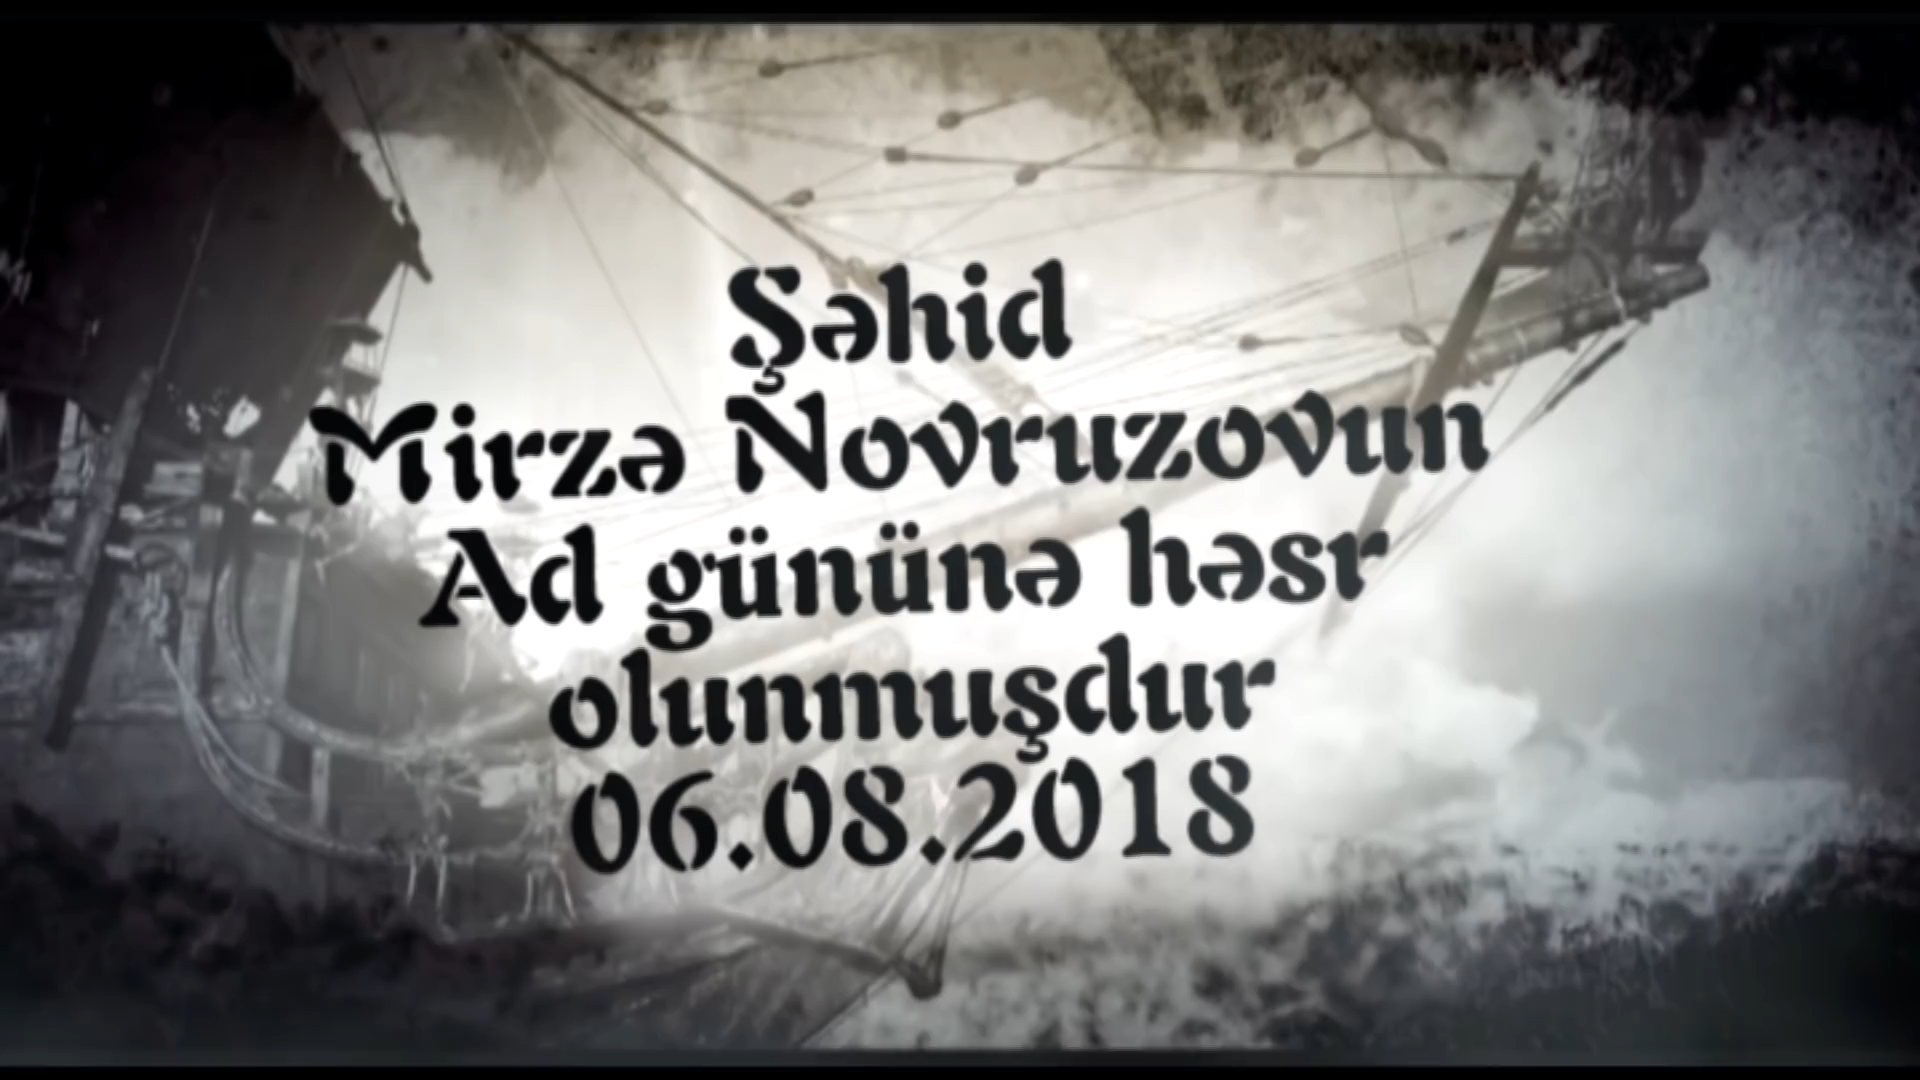 Şəhid
Mirzə Novruzovun
Ad gününə həsr
olunmuşdur
06.08.2018